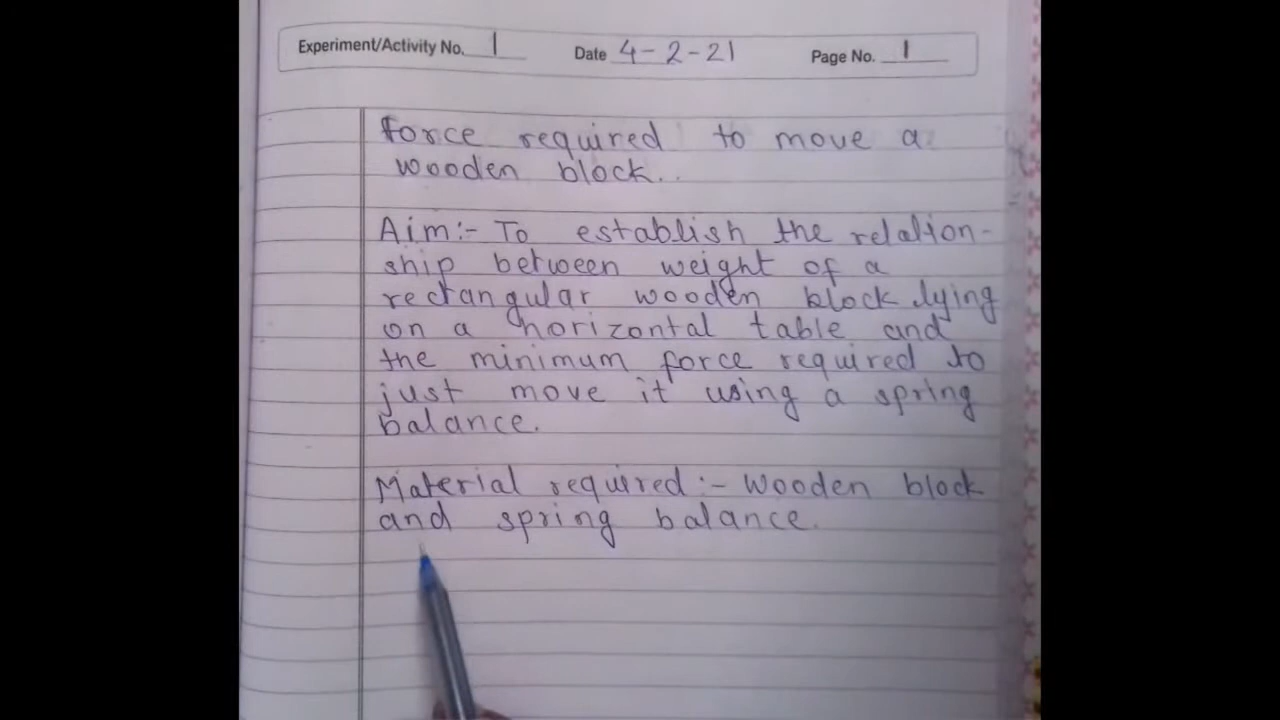 Experiment/Activity No. 1 Date 4-2-21 Page No. 1
Force required to move a
wooden block..
Aim:- To establish the relation-
ship between weight of a
rectangular wooden block lying
on a horizontal table and
the minimum force required to
just move it using a spring
balance.
Material required:- Wooden block
and spring balance.